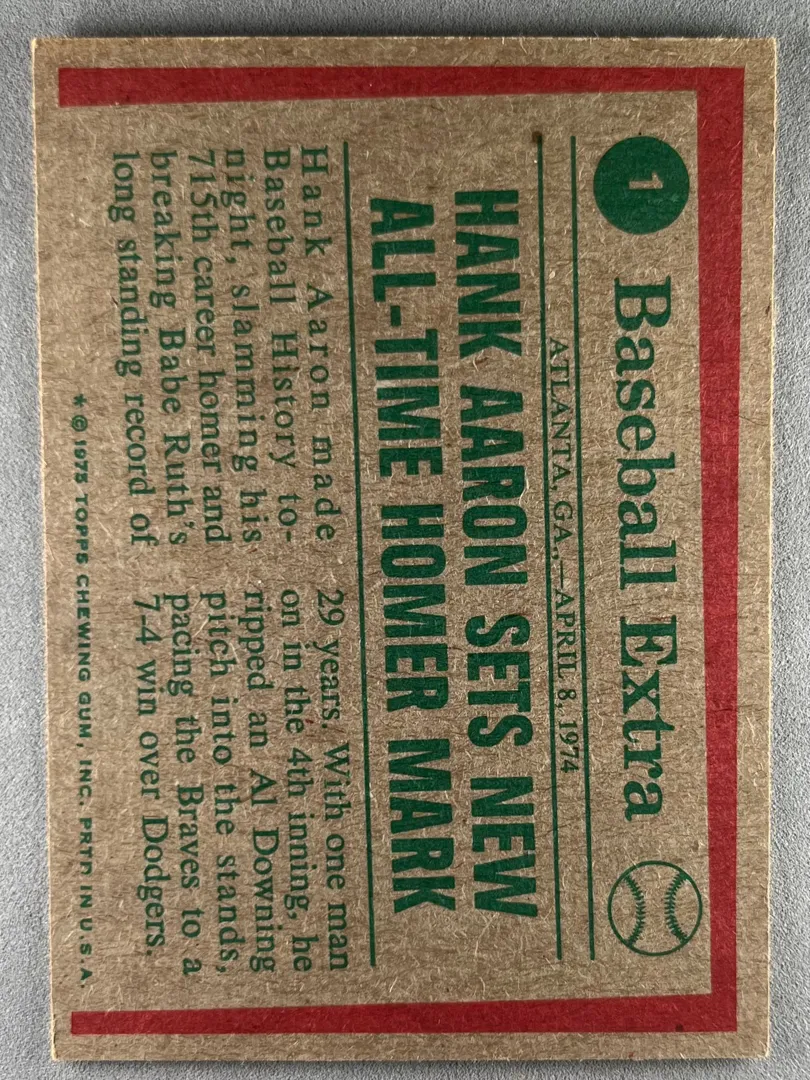 1
Baseball Extra
ATLANTA, GA.,—APRIL 8, 1974
HANK AARON SETS NEW
ALL-TIME HOMER MARK
Hank Aaron made
Baseball History to-
night, slamming his
715th career homer and
breaking Babe Ruth's
long standing record of
29 years. With one man
on in the 4th inning, he
ripped an Al Downing
pitch into the stands,
pacing the Braves to a
7-4 win over Dodgers.
* © 1975 TOPPS CHEWING GUM, INC. PRTD IN U.S.A.